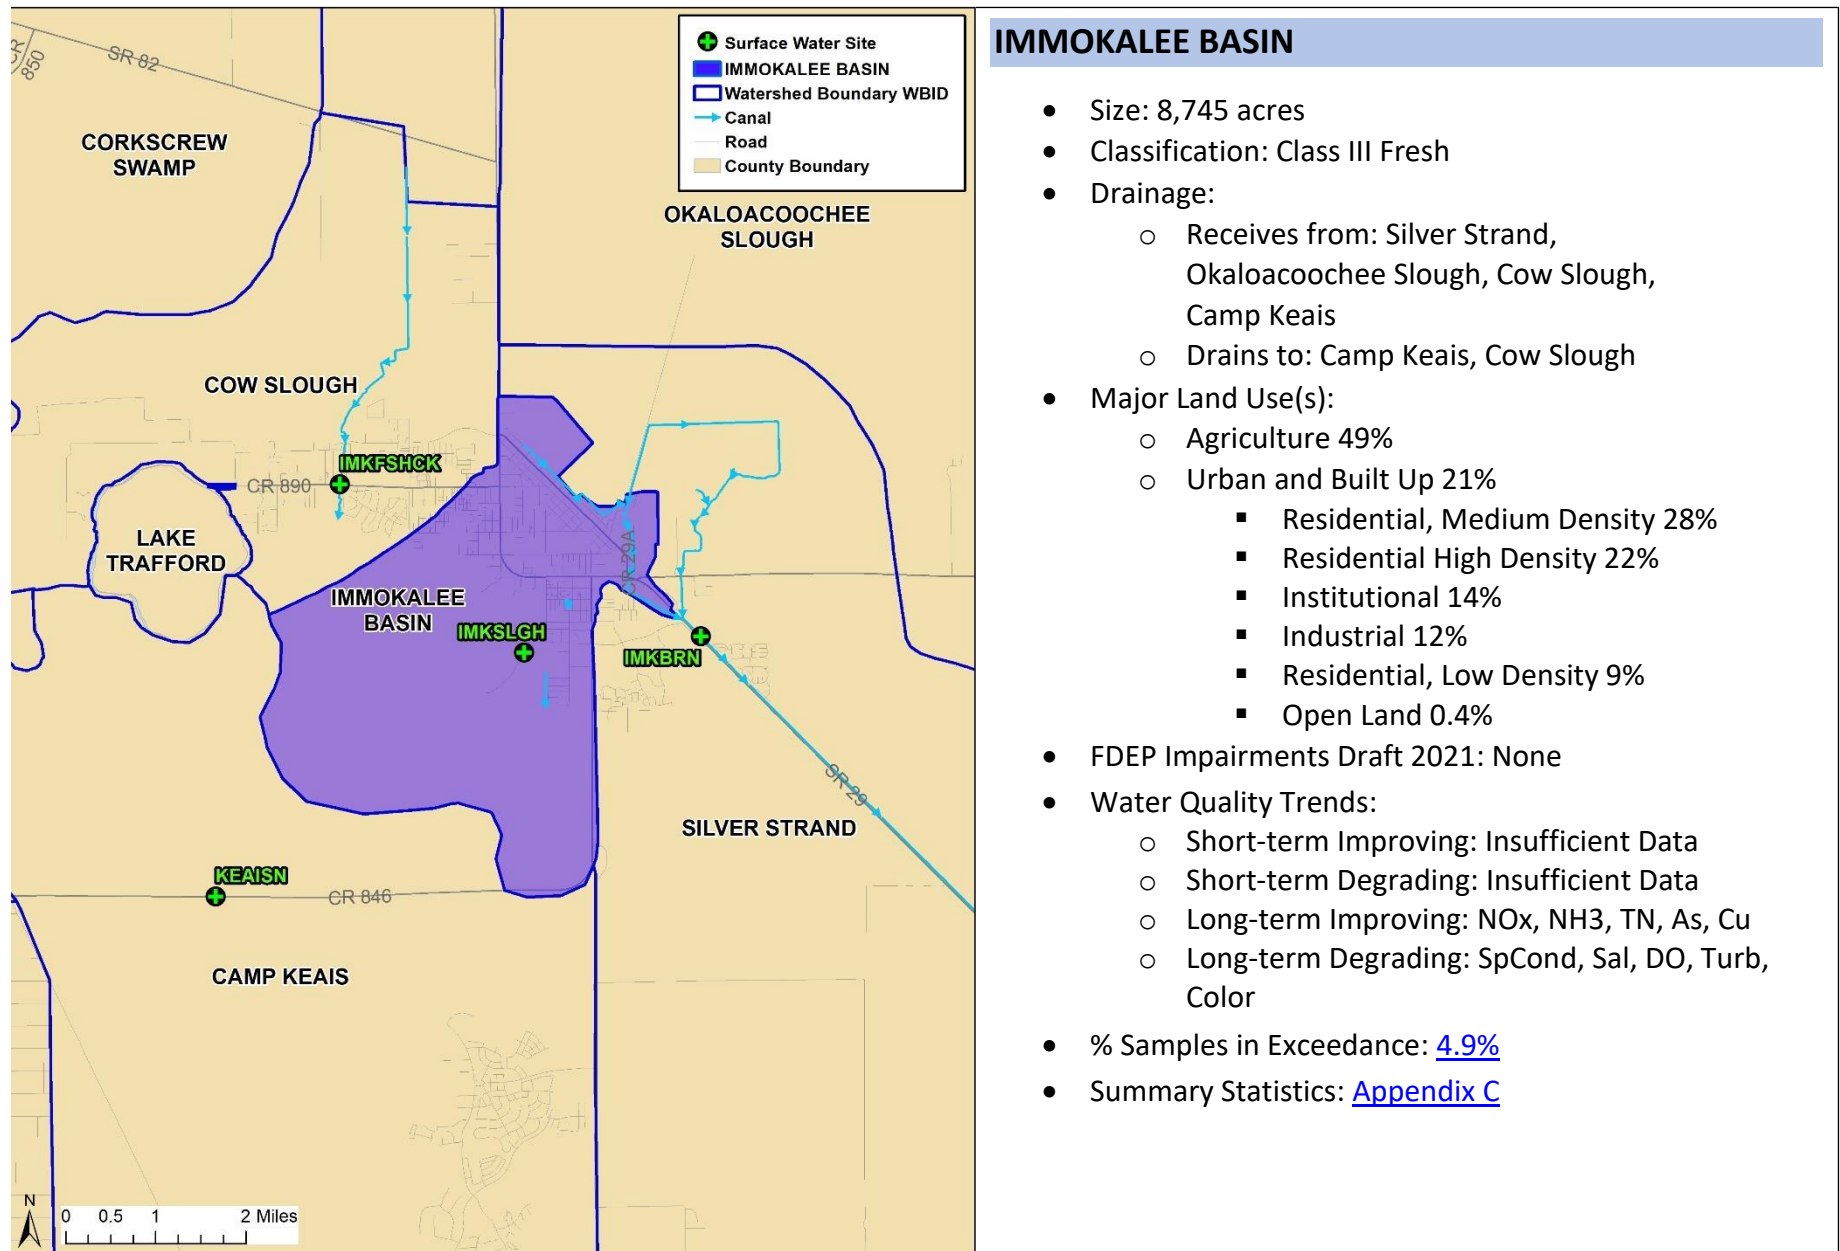 CR
850
SR 82
CORKSCREW
SWAMP
Surface Water Site
IMMOKALEE BASIN
Watershed Boundary WBID
Canal
Road
County Boundary
OKALOACOOCHEE
SLOUGH
COW SLOUGH
IMKFSHCK
CR 890
LAKE
TRAFFORD
CR 29A
IMMOKALEE
BASIN
IMKSLGH
IMKBRN
SR 29
SILVER STRAND
KEAISN
CR 846
CAMP KEAIS
N
0 0.5 1 2 Miles
IMMOKALEE BASIN
• Size: 8,745 acres
• Classification: Class III Fresh
• Drainage:
o Receives from: Silver Strand,
Okaloacoochee Slough, Cow Slough,
Camp Keais
o Drains to: Camp Keais, Cow Slough
• Major Land Use(s):
o Agriculture 49%
o Urban and Built Up 21%
▪ Residential, Medium Density 28%
▪ Residential High Density 22%
▪ Institutional 14%
▪ Industrial 12%
▪ Residential, Low Density 9%
▪ Open Land 0.4%
• FDEP Impairments Draft 2021: None
• Water Quality Trends:
o Short-term Improving: Insufficient Data
o Short-term Degrading: Insufficient Data
o Long-term Improving: NOx, NH3, TN, As, Cu
o Long-term Degrading: SpCond, Sal, DO, Turb,
Color
• % Samples in Exceedance: 4.9%
• Summary Statistics: Appendix C